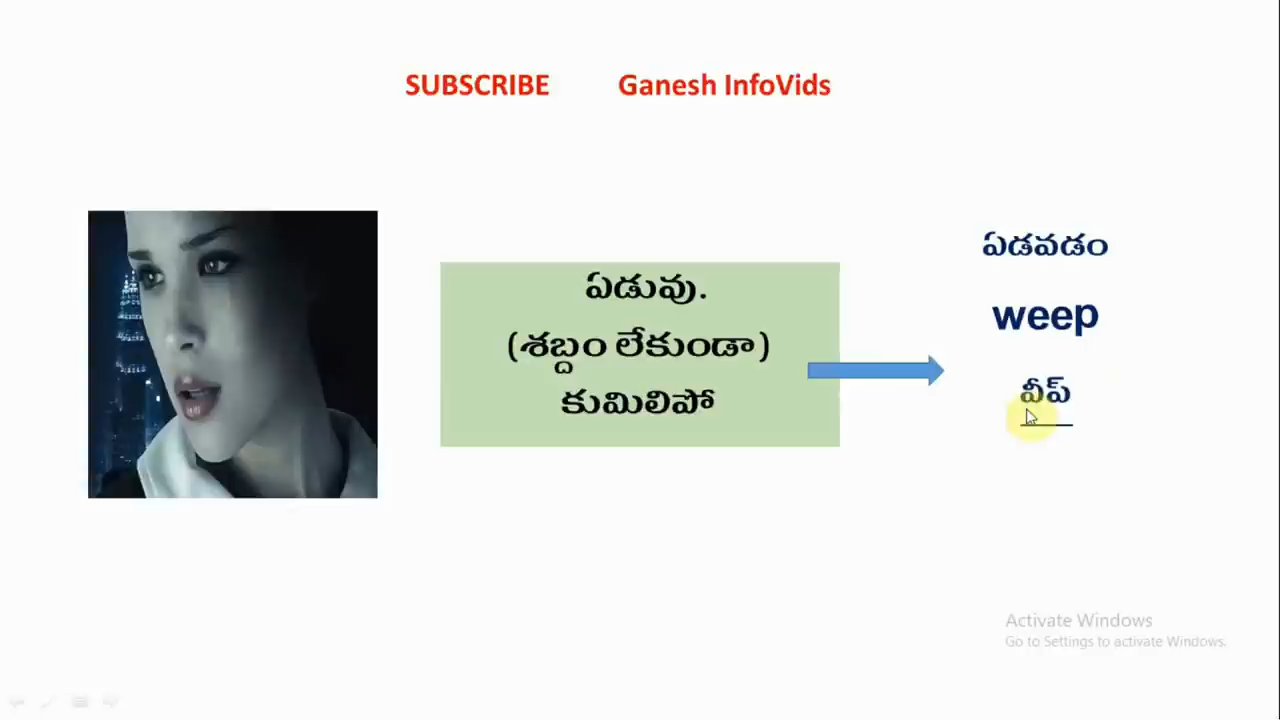 SUBSCRIBE Ganesh InfoVids
ఏడువు.
(శబ్దం లేకుండా)
కుమిలిపో
ఏడవడం
weep
వీప్
Activate Windows
Go to Settings to activate Windows.